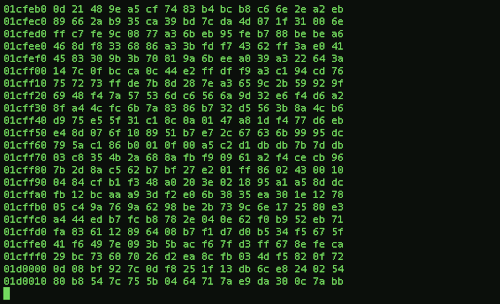 01cfeb0 0d 21 48 9e a5 cf 74 83 b4 bc b8 c6 6e 2a e2 eb
01cfec0 89 66 2a b9 35 ca 39 bd 7c da 4d 07 1f 31 00 6e
01cfed0 ff c7 fe 9c 08 77 a3 6b eb 95 fe b7 88 be be a6
01cfee0 46 8d f8 33 68 86 a3 3b fd f7 43 62 ff 3a e0 41
01cfef0 45 83 30 9b 3b 70 81 9a 6b ee a0 39 a3 22 64 3a
01cff00 14 7c 0f bc ca 0c 44 e2 ff df f9 a3 c1 94 cd 76
01cff10 75 72 73 ff de 7b 8d 28 7e a3 65 9c 2b 59 92 9f
01cff20 69 48 f4 7a 57 53 6d c6 56 6a 9d 32 e6 f4 d6 a2
01cff30 8f a4 4c fc 6b 7a 83 86 b7 32 d5 56 3b 8a 4c b6
01cff40 d9 75 e5 5f 31 c1 8c 0a 01 47 a8 1d f4 77 d6 eb
01cff50 e4 8d 07 6f 10 89 51 b7 e7 2c 67 63 6b 99 95 dc
01cff60 79 5a c1 86 b0 01 0f 00 a5 c2 d1 db db 7b 7d db
01cff70 03 c8 35 4b 2a 68 8a fb f9 09 61 a2 f4 ce cb 96
01cff80 7b 2d 8a c5 62 b7 bf 27 e2 01 ff 86 02 43 00 10
01cff90 04 84 cf b1 f3 48 a0 20 3e 02 18 95 a1 a5 8d dc
01cffa0 fb 12 bc aa a9 3d f2 e8 6b 38 35 ea 30 1e 12 78
01cffb0 05 c4 9a 76 9a 62 98 be 2b 73 9c 6e 17 25 80 e3
01cffc0 a4 44 ed b7 fc b8 78 2e 04 0e 62 f0 b9 52 eb 71
01cffd0 fa 83 61 12 89 64 08 b7 f1 d7 d0 b5 34 f5 67 5f
01cffe0 41 f6 49 7e 09 3b 5b ac f6 7f d3 ff 67 8e fe ca
01cfff0 29 bc 73 60 70 26 d2 ea 8c fb 03 4d f5 82 0f 72
01d0000 0d 08 bf 92 7c 0d f8 25 1f 13 db 6c e8 24 02 54
01d0010 80 b8 54 7c 75 5b 04 64 71 7a e9 da 30 0c 7a bb